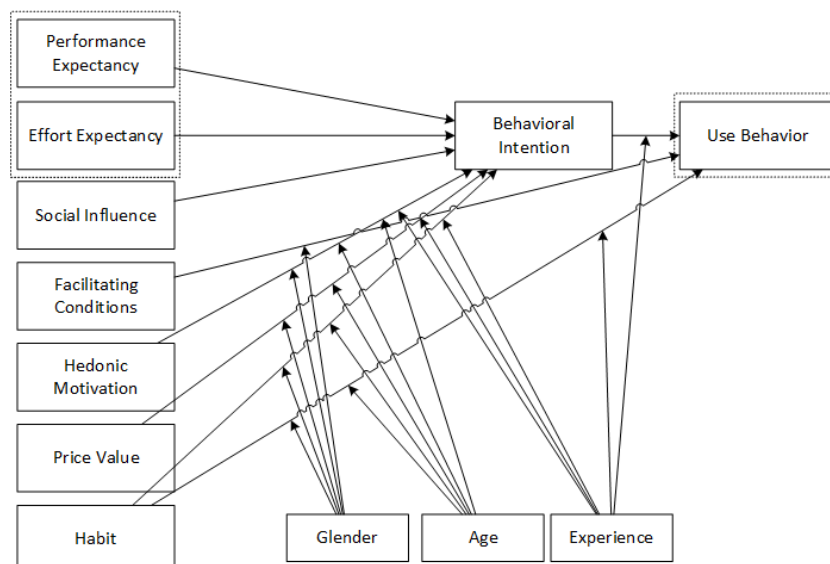 Performance
Expectancy
Effort Expectancy
Behavioral
Intention
Use Behavior
Social Influence
Facilitating
Conditions
Hedonic
Motivation
Price Value
Habit
Glender
Age
Experience